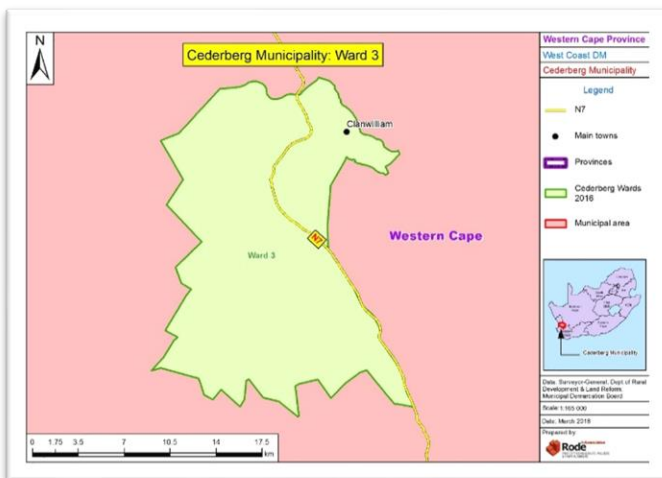 N
Cederberg Municipality: Ward 3
Clanwilliam
N7
Ward 3
Western Cape
0 1.75 3.5 7 10.5 14 17.5
km
Western Cape Province
West Coast DM
Cederberg Municipality
Legend
N7
Main towns
Provinces
Cederberg Wards
2016
Municipal area
Cederberg Municipality
Data: Surveyor-General, Dept of Rural
Development & Land Reform,
Municipal Demarcation Board
Scale 1:165 000
Date: March 2018
Prepared by
Rode